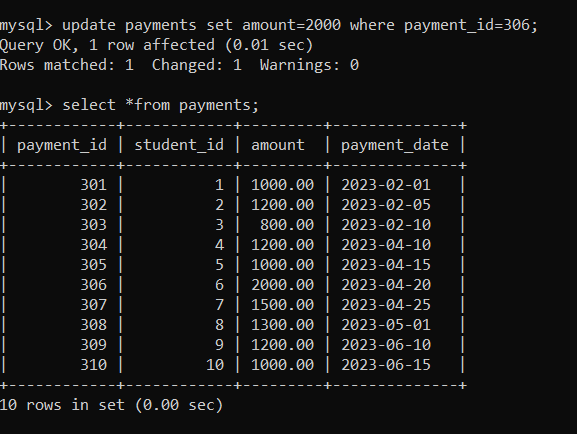 mysql> update payments set amount=2000 where payment_id=306;
Query OK, 1 row affected (0.01 sec)
Rows matched: 1  Changed: 1  Warnings: 0

mysql> select *from payments;
+------------+------------+---------+--------------+
| payment_id | student_id | amount  | payment_date |
+------------+------------+---------+--------------+
|        301 |          1 | 1000.00 | 2023-02-01   |
|        302 |          2 | 1200.00 | 2023-02-05   |
|        303 |          3 |  800.00 | 2023-02-10   |
|        304 |          4 | 1200.00 | 2023-04-10   |
|        305 |          5 | 1000.00 | 2023-04-15   |
|        306 |          6 | 2000.00 | 2023-04-20   |
|        307 |          7 | 1500.00 | 2023-04-25   |
|        308 |          8 | 1300.00 | 2023-05-01   |
|        309 |          9 | 1200.00 | 2023-06-10   |
|        310 |         10 | 1000.00 | 2023-06-15   |
+------------+------------+---------+--------------+
10 rows in set (0.00 sec)